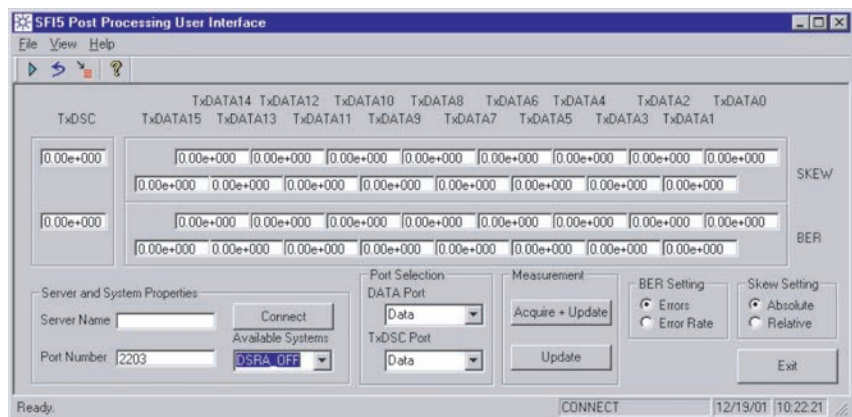 SFI5 Post Processing User Interface
File View Help
TxDATA14 TxDATA12 TxDATA10 TxDATA8 TxDATA6 TxDATA4 TxDATA2 TxDATA0
TxDSC TxDATA15 TxDATA13 TxDATA11 TxDATA9 TxDATA7 TxDATA5 TxDATA3 TxDATA1
0.00e+000 0.00e+000 0.00e+000 0.00e+000 0.00e+000 0.00e+000 0.00e+000 0.00e+000 0.00e+000
SKEW
0.00e+000 0.00e+000 0.00e+000 0.00e+000 0.00e+000 0.00e+000 0.00e+000 0.00e+000
0.00e+000 0.00e+000 0.00e+000 0.00e+000 0.00e+000 0.00e+000 0.00e+000 0.00e+000 0.00e+000
BER
0.00e+000 0.00e+000 0.00e+000 0.00e+000 0.00e+000 0.00e+000 0.00e+000 0.00e+000
Server and System Properties
Server Name
Connect
Available Systems
Port Number 2203
DSRA_OFF
Port Selection
DATA Port
Data
TxDSC Port
Data
Measurement
Acquire + Update
Update
BER Setting
Errors
Error Rate
Skew Setting
Absolute
Relative
Exit
Ready. CONNECT 12/19/01 10:22:21